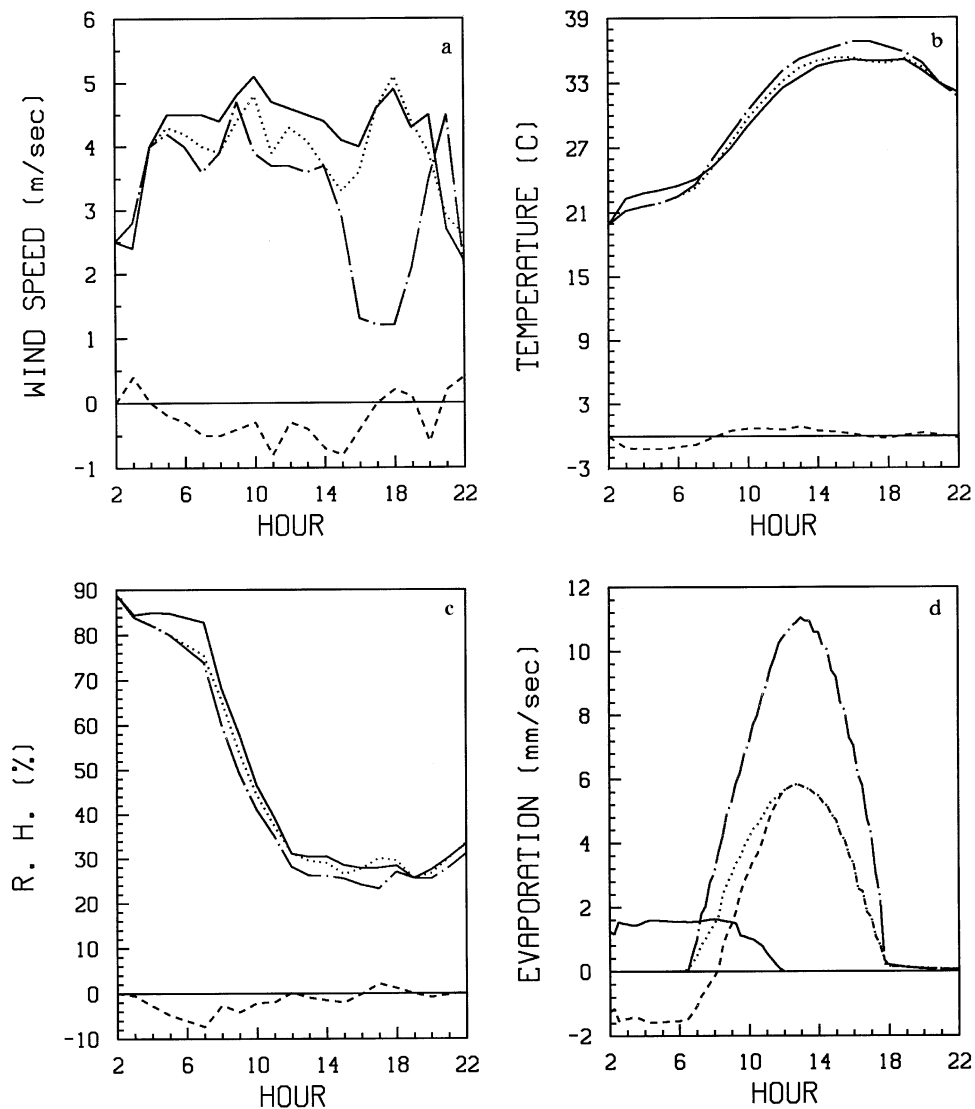 a
WIND SPEED (m/sec)
6
5
4
3
2
1
0
-1
2 6 10 14 18 22
HOUR
b
TEMPERATURE (C)
39
33
27
21
15
9
3
-3
2 6 10 14 18 22
HOUR
c
R. H. (%)
90
80
70
60
50
40
30
20
10
0
-10
2 6 10 14 18 22
HOUR
d
EVAPORATION (mm/sec)
12
10
8
6
4
2
0
-2
2 6 10 14 18 22
HOUR